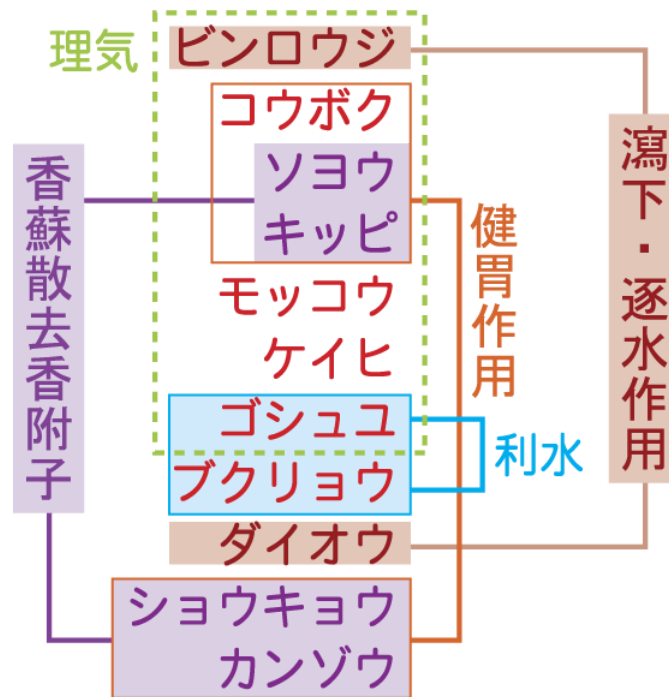 理気
ビンロウジ
コウボク
ソヨウ
キッピ
モッコウ
ケイヒ
ゴシュユ
ブクリョウ
ダイオウ
ショウキョウ
カンゾウ
香蘇散去香附子
健胃作用
利水
瀉下・逐水作用